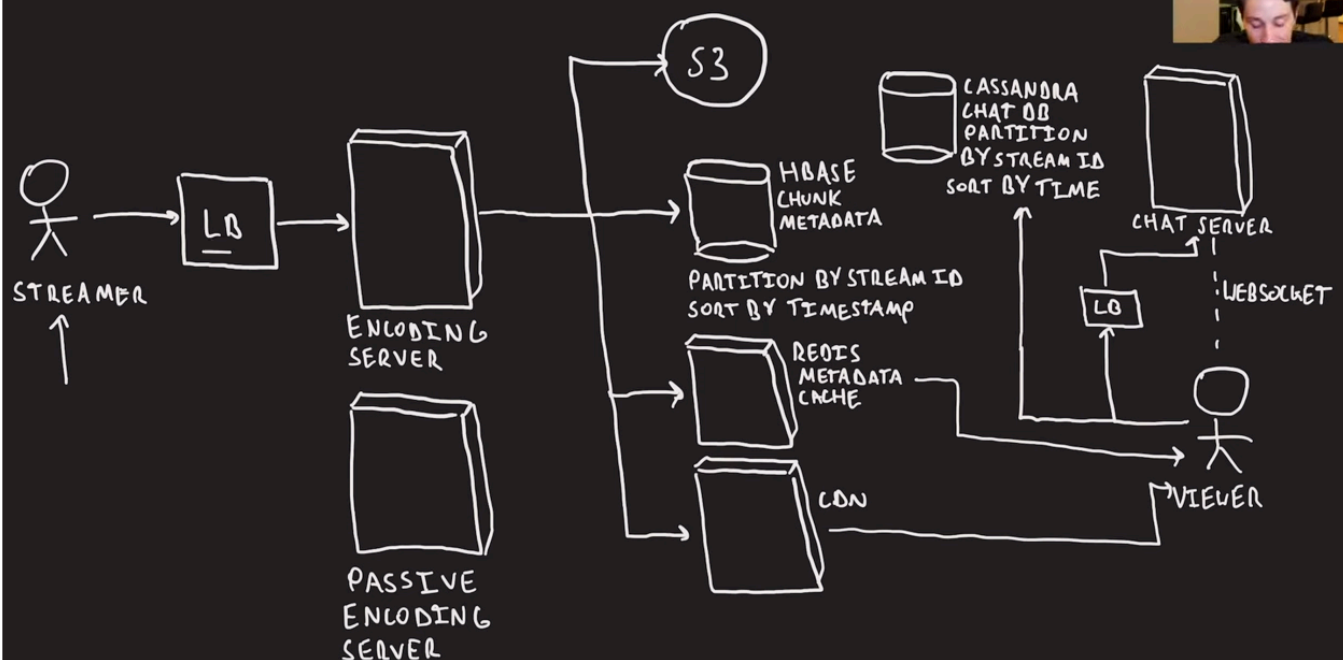 S3
CASSANDRA
CHAT DB
PARTITION
BY STREAM ID
SORT BY TIME
HBASE
CHUNK
METADATA
CHAT SERVER
LB
STREAMER
PARTITION BY STREAM ID
SORT BY TIMESTAMP
WEBSOCKET
LB
ENCODING
SERVER
REDIS
METADATA
CACHE
CDN
VIEWER
PASSIVE
ENCODING
SERVER